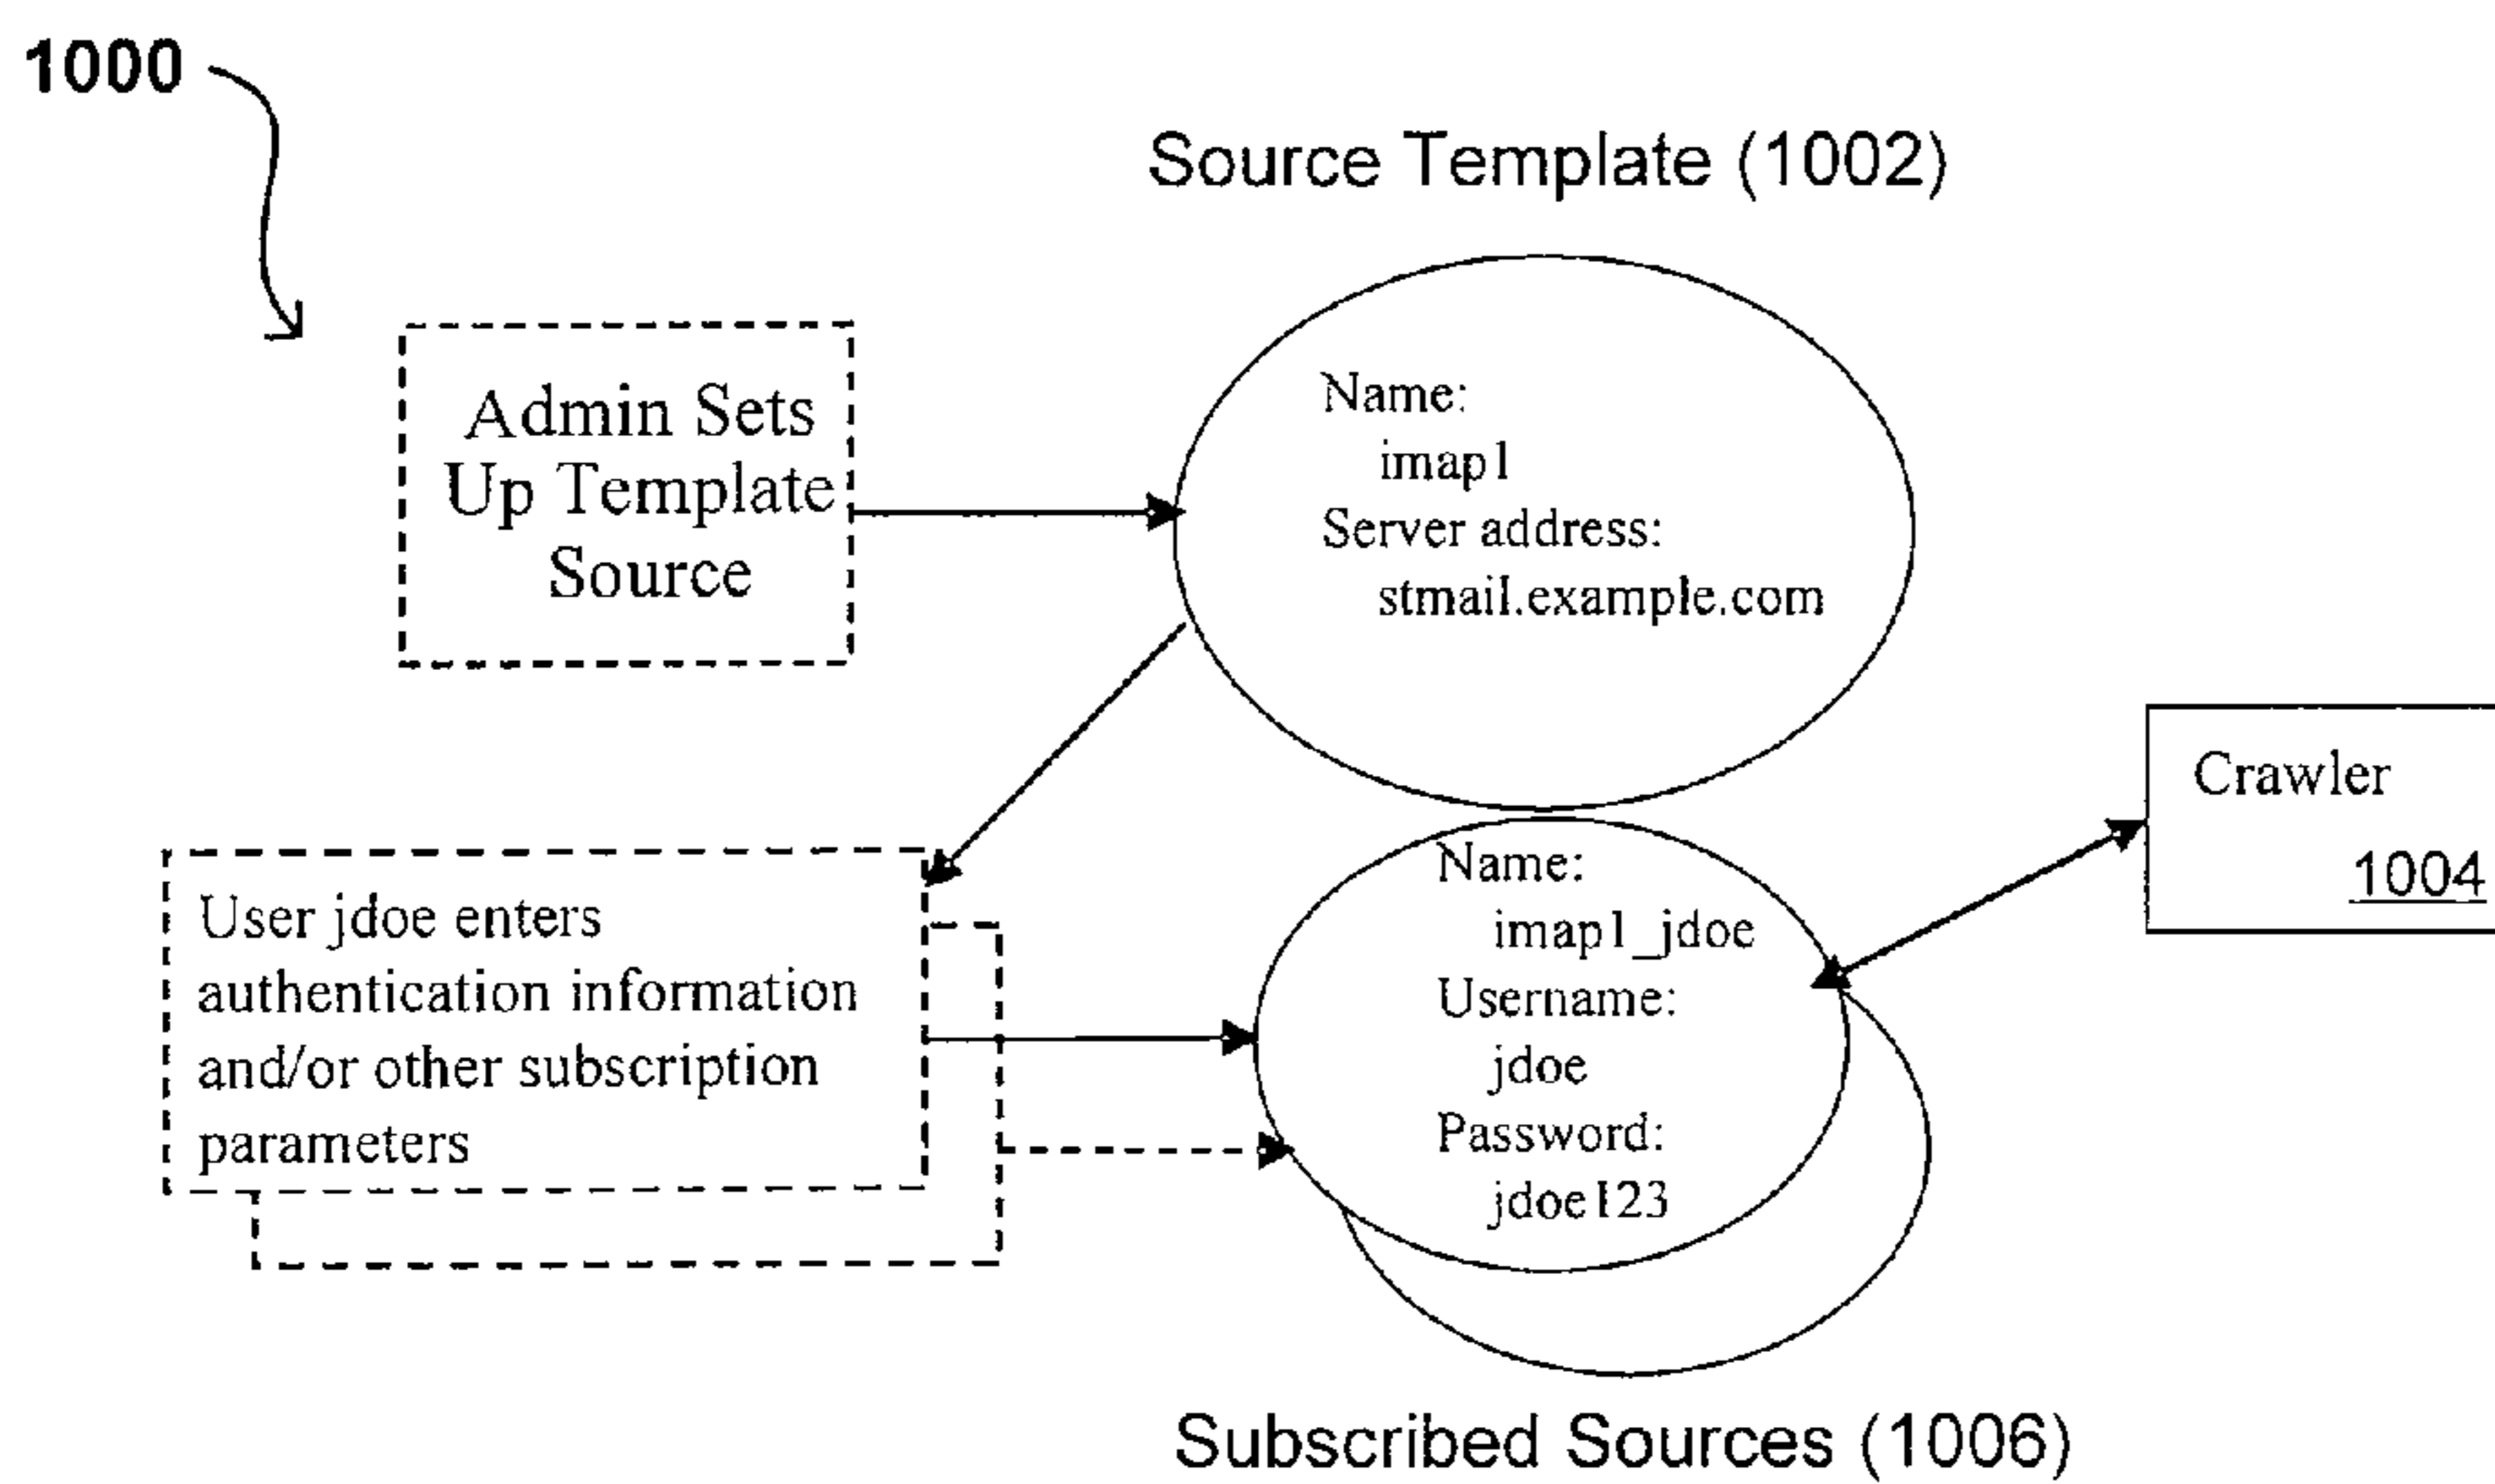 1000
Source Template (1002)
Admin Sets
Up Template
Source
Name:
imap1
Server address:
stmail.example.com
Crawler
1004
User jdoe enters
authentication information
and/or other subscription
parameters
Name:
imap1_jdoe
Username:
jdoe
Password:
jdoe123
Subscribed Sources (1006)